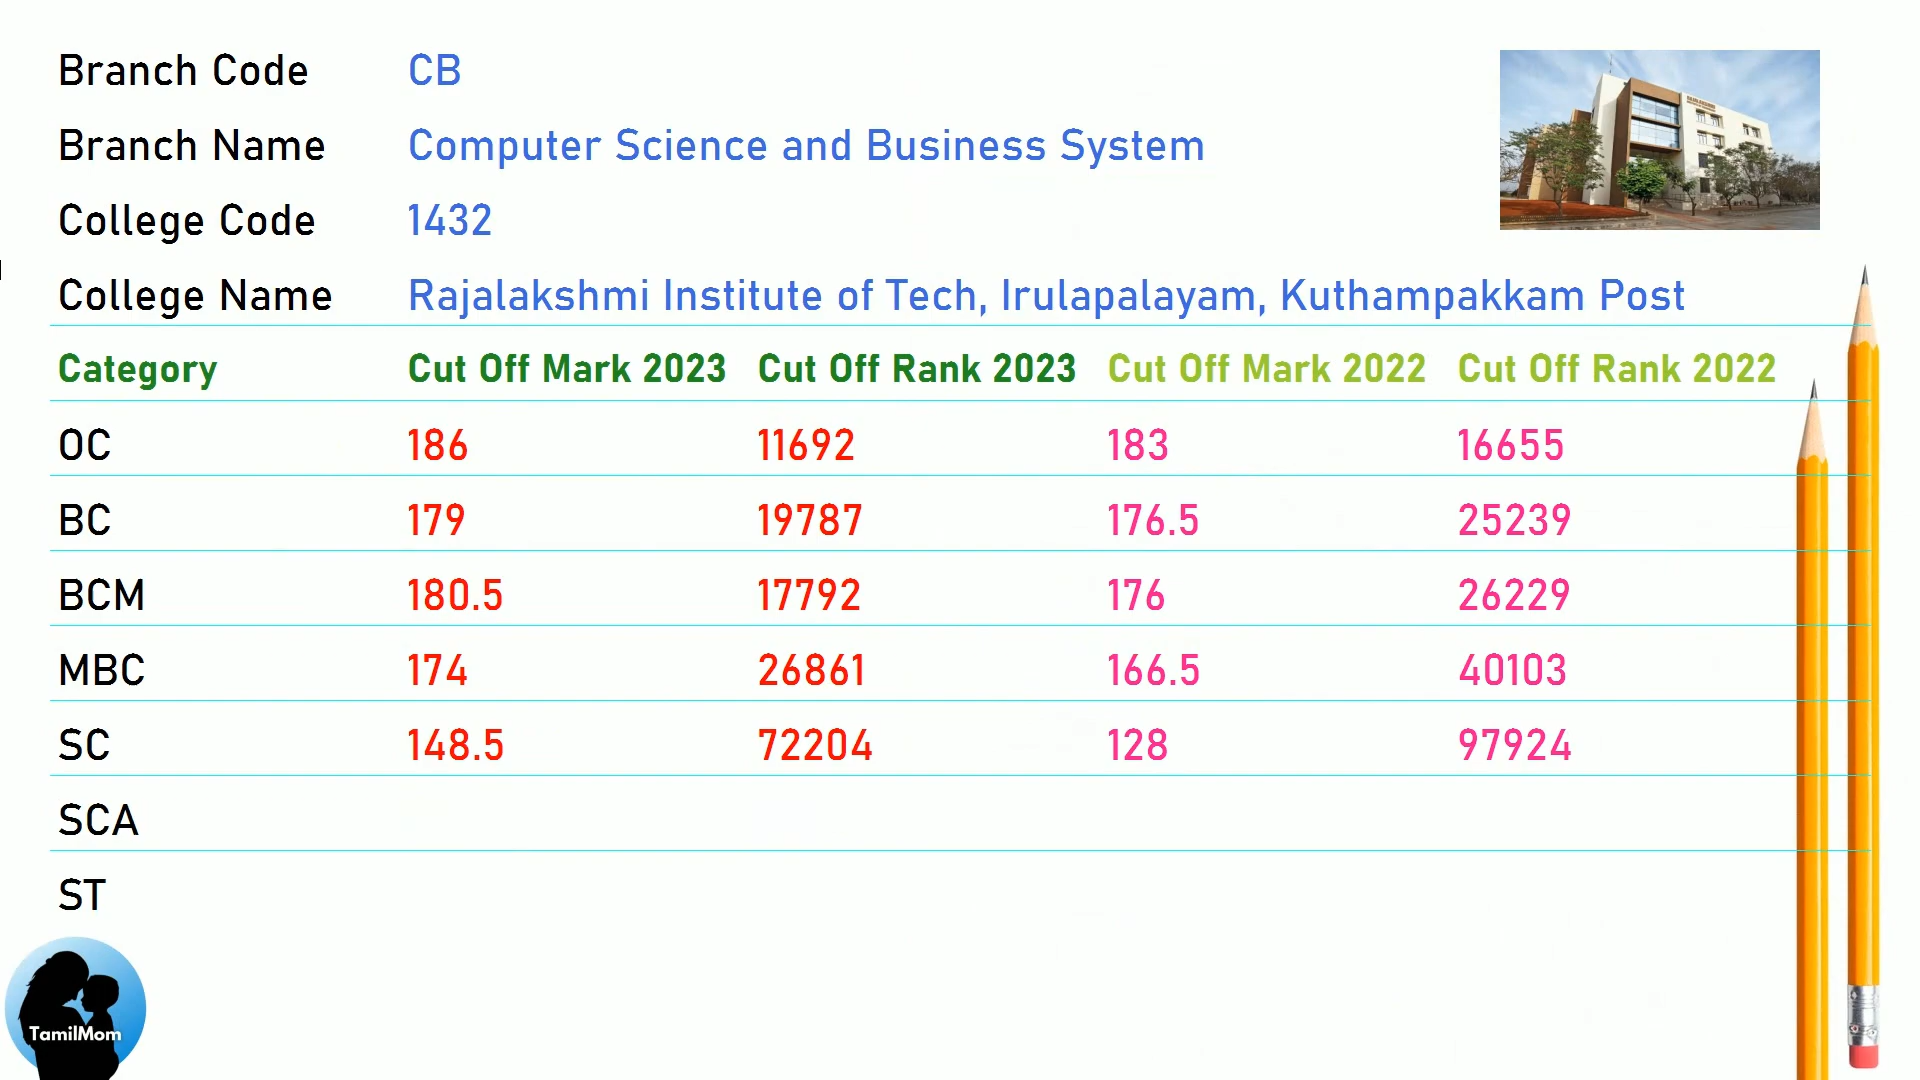 Branch Code CB
Branch Name Computer Science and Business System
College Code 1432
College Name Rajalakshmi Institute of Tech, Irulapalayam, Kuthampakkam Post
Category Cut Off Mark 2023 Cut Off Rank 2023 Cut Off Mark 2022 Cut Off Rank 2022
OC 186 11692 183 16655
BC 179 19787 176.5 25239
BCM 180.5 17792 176 26229
MBC 174 26861 166.5 40103
SC 148.5 72204 128 97924
SCA
ST
TamilMom